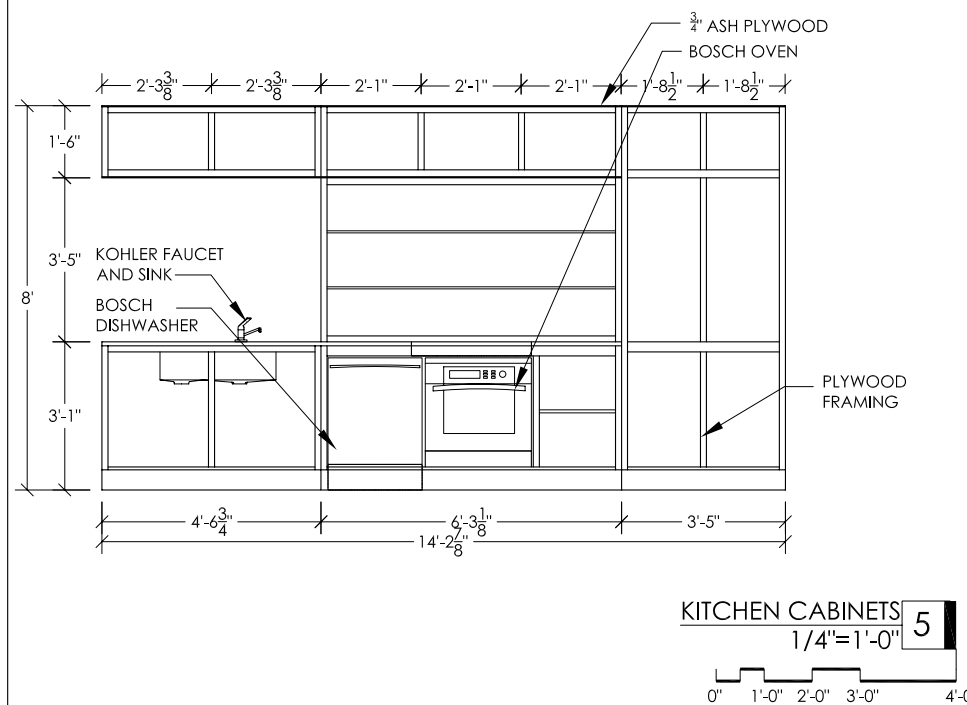 3/4" ASH PLYWOOD
BOSCH OVEN
2'-3 3/8" 2'-3 3/8" 2'-1" 2'-1" 2'-1" 1'-8 1/2" 1'-8 1/2"
1'-6"
3'-5"
8'
3'-1"
KOHLER FAUCET
AND SINK
BOSCH
DISHWASHER
PLYWOOD
FRAMING
4'-6 3/4" 6'-3 1/8" 3'-5"
14'-2 7/8"
KITCHEN CABINETS 5
1/4"=1'-0"
0" 1'-0" 2'-0" 3'-0" 4'-0